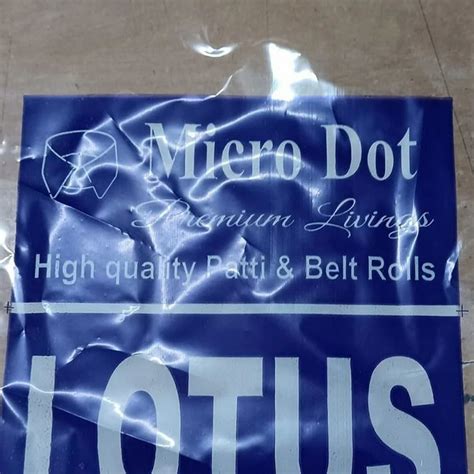 Micro Dot
Premium Livings
High quality Patti & Belt Rolls
LOTUS